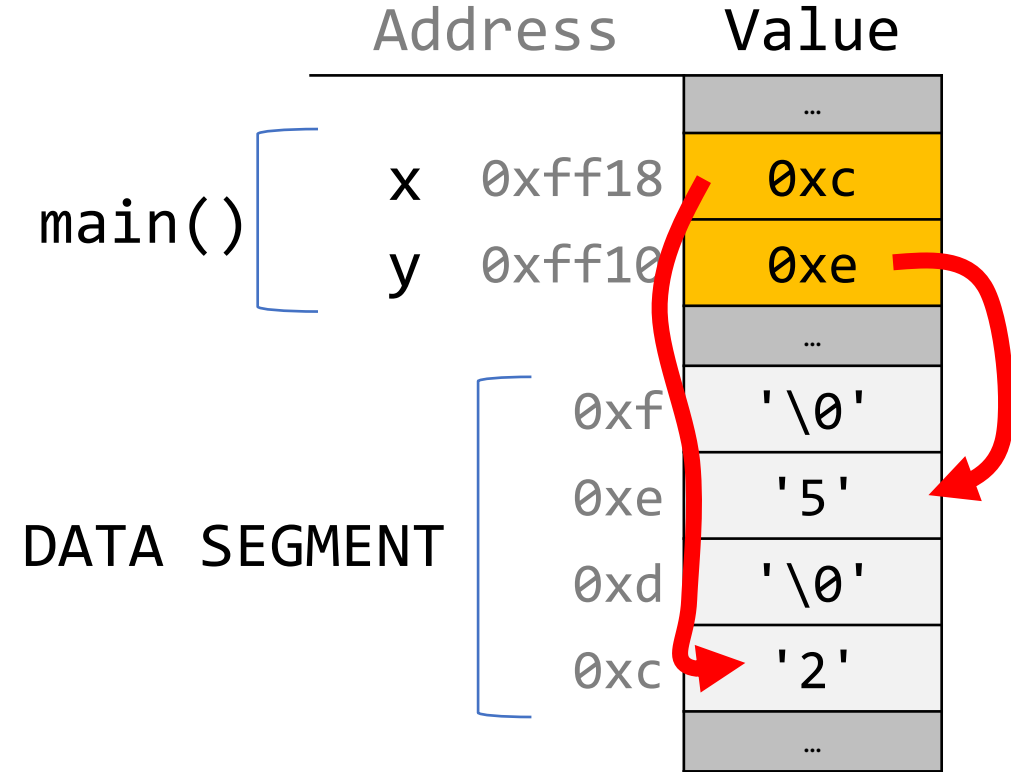 Address Value
…
x 0xff18 0xc
main()
y 0xff10 0xe
…
0xf '\0'
0xe '5'
DATA SEGMENT
0xd '\0'
0xc '2'
…